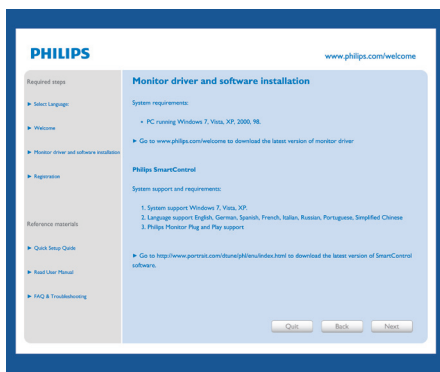 PHILIPS
www.philips.com/welcome
Required steps
Select Language:
Welcome
Monitor driver and software installation
Registration
Reference materials
Quick Setup Quide
Read User Manual
FAQ & Troubleshooting
Monitor driver and software installation
System requirements:
• PC running Windows 7, Vista, XP, 2000, 98.
Go to www.philips.com/welcome to download the latest version of monitor driver
Philips SmartControl
System support and requirements:
1. System support Windows 7, Vista, XP.
2. Language support English, German, Spanish, French, Italian, Russian, Portuguese, Simplified Chinese
3. Philips Monitor Plug and Play support
Go to http://www.portrait.com/dtune/phl/enu/index.html to download the latest version of SmartControl
software.
Quit
Back
Next